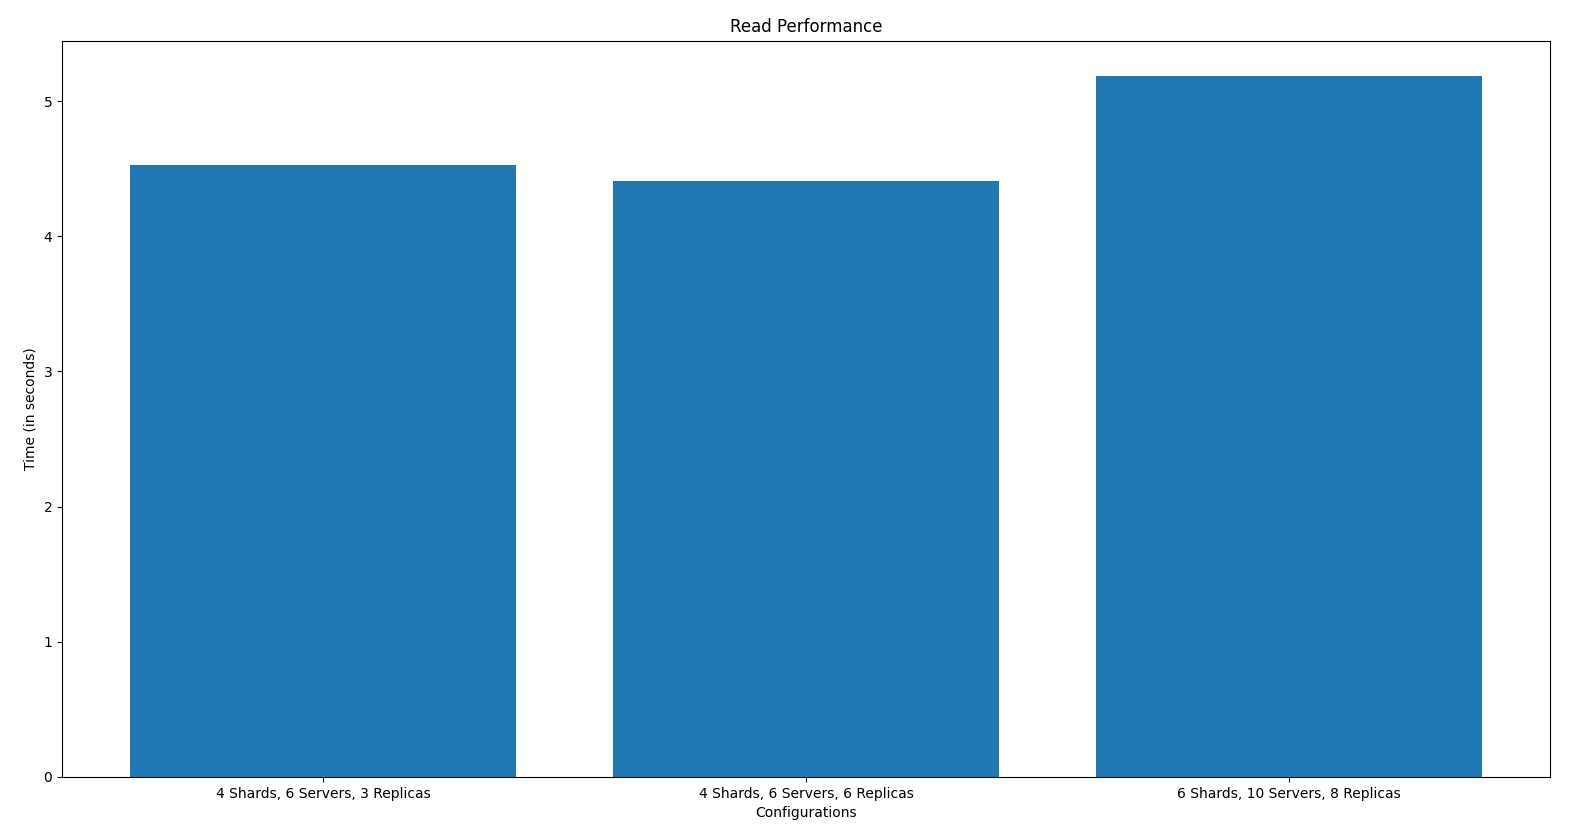 Read Performance
Time (in seconds)
5
4
3
2
1
0
4 Shards, 6 Servers, 3 Replicas
4 Shards, 6 Servers, 6 Replicas
6 Shards, 10 Servers, 8 Replicas
Configurations